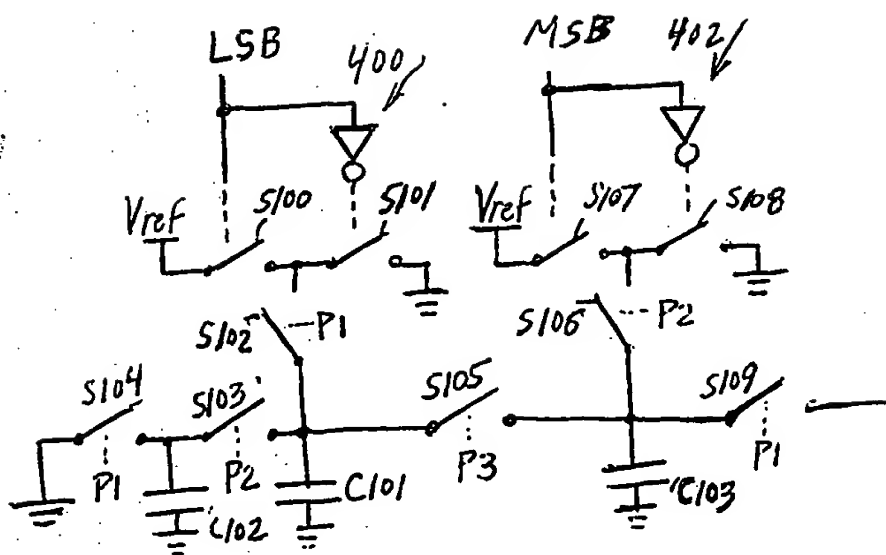 LSB
400
MSB
402
Vref
S100
S101
Vref
S107
S108
S102
P1
S106
P2
S104
S103
S105
S109
P1
P2
C101
P3
P1
C102
C103